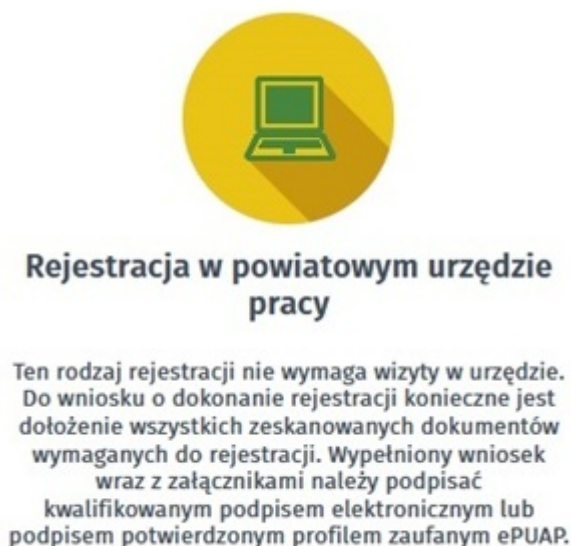 Rejestracja w powiatowym urzędzie
pracy
Ten rodzaj rejestracji nie wymaga wizyty w urzędzie.
Do wniosku o dokonanie rejestracji konieczne jest
dołożenie wszystkich zeskanowanych dokumentów
wymaganych do rejestracji. Wypełniony wniosek
wraz z załącznikami należy podpisać
kwalifikowanym podpisem elektronicznym lub
podpisem potwierdzonym profilem zaufanym ePUAP.